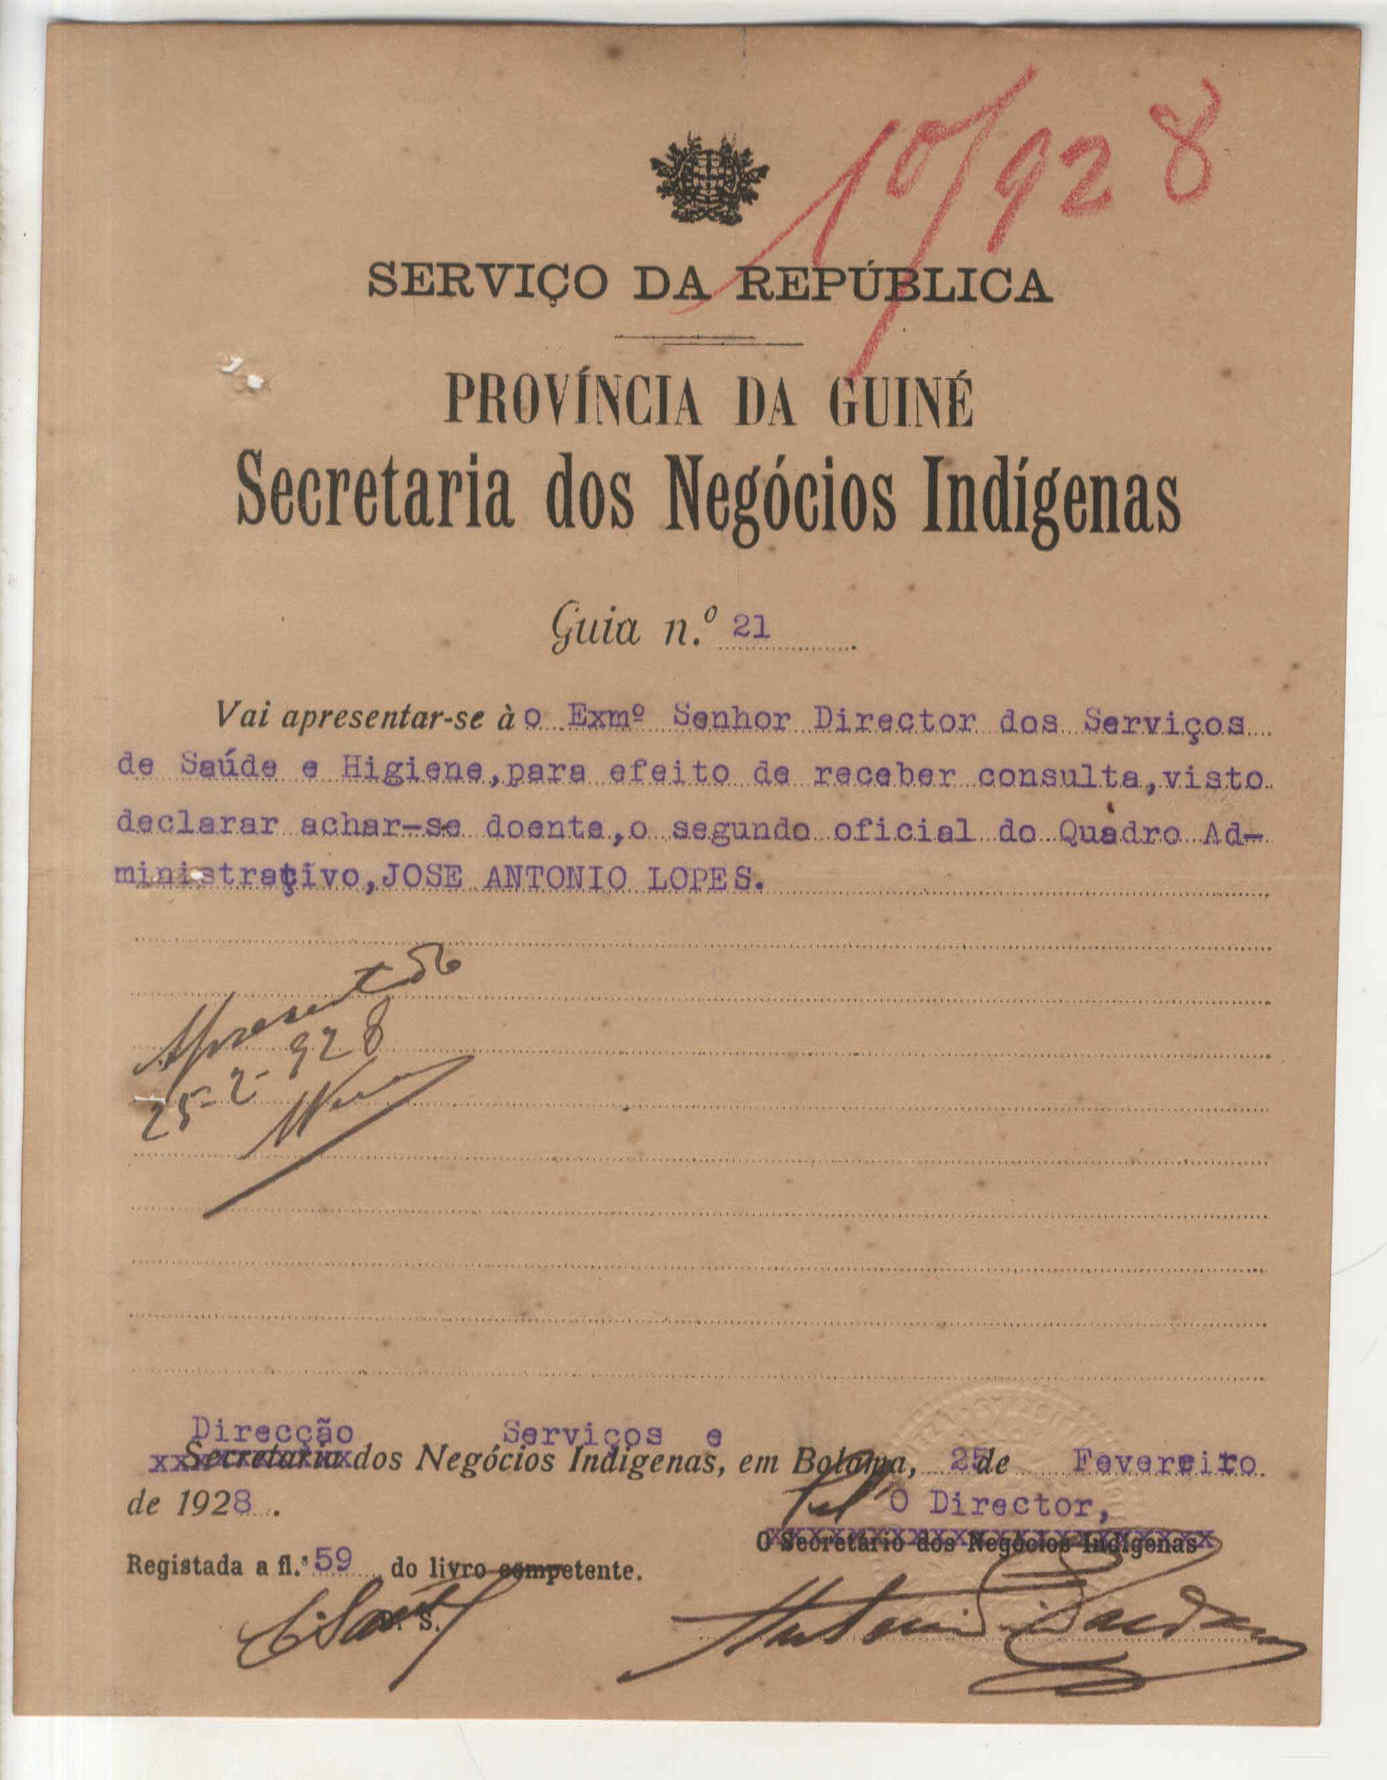 10/928
SERVIÇO DA REPÚBLICA
PROVÍNCIA DA GUINÉ
Secretaria dos Negócios Indígenas
Guia n.º 21
Vai apresentar-se à o Exmº Senhor Director dos Serviços
de Saúde e Higiene, para efeito de receber consulta, visto
declarar achar-se doente, o segundo oficial do Quadro Ad-
ministrativo, JOSE ANTONIO LOPES.
Apresentado
25-2-928
Direcção Serviços e
Secretaria dos Negócios Indigenas, em Bolama, 25 de Fevereiro
de 1928.
O Director,
O Secretário dos Negócios Indígenas
Registada a fl.ˢ 59 do livro competente.
S.